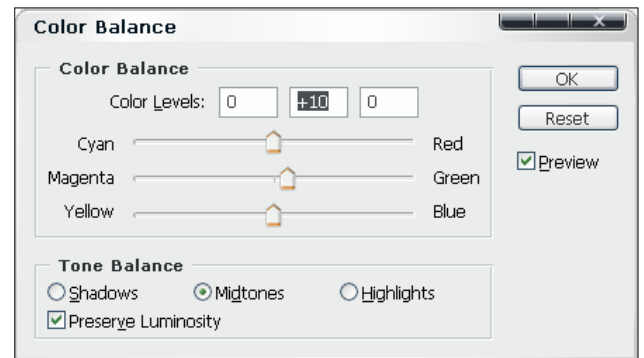 Color Balance
Color Balance
Color Levels: 0 +10 0
Cyan Red
Magenta Green
Yellow Blue
OK
Reset
Preview
Tone Balance
Shadows Midtones Highlights
Preserve Luminosity